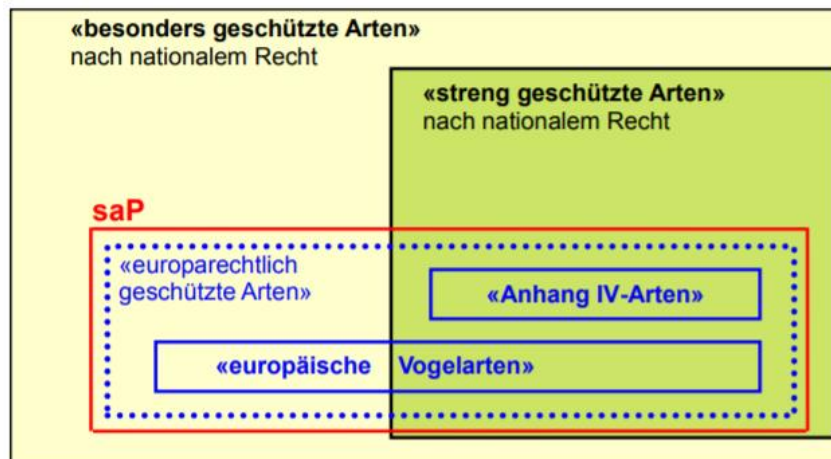 «besonders geschützte Arten»
nach nationalem Recht
«streng geschützte Arten»
nach nationalem Recht
saP
«europarechtlich
geschützte Arten»
«Anhang IV-Arten»
«europäische Vogelarten»